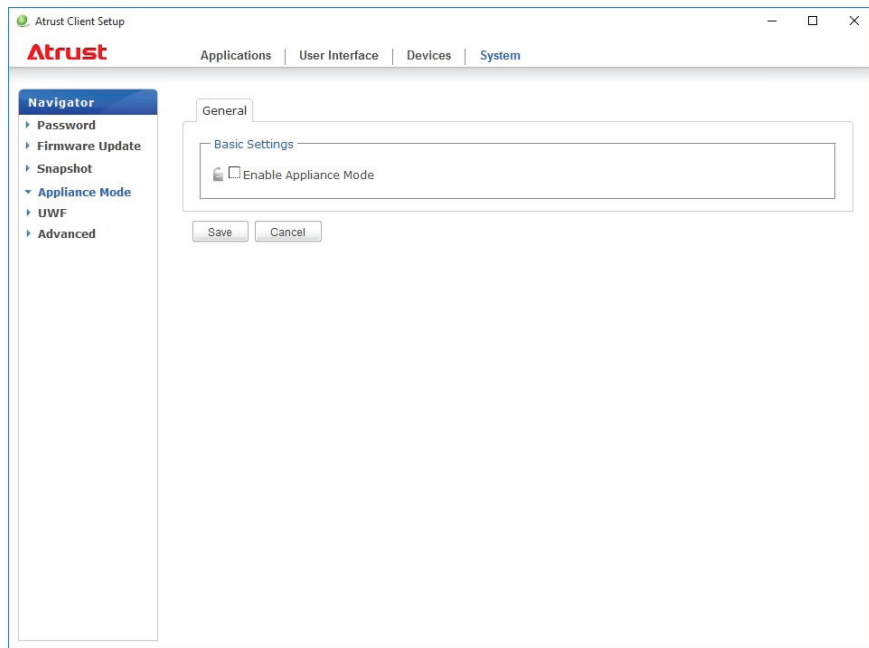 Atrust Client Setup
Atrust
Applications | User Interface | Devices | System
Navigator
Password
Firmware Update
Snapshot
Appliance Mode
UWF
Advanced
General
Basic Settings
Enable Appliance Mode
Save Cancel